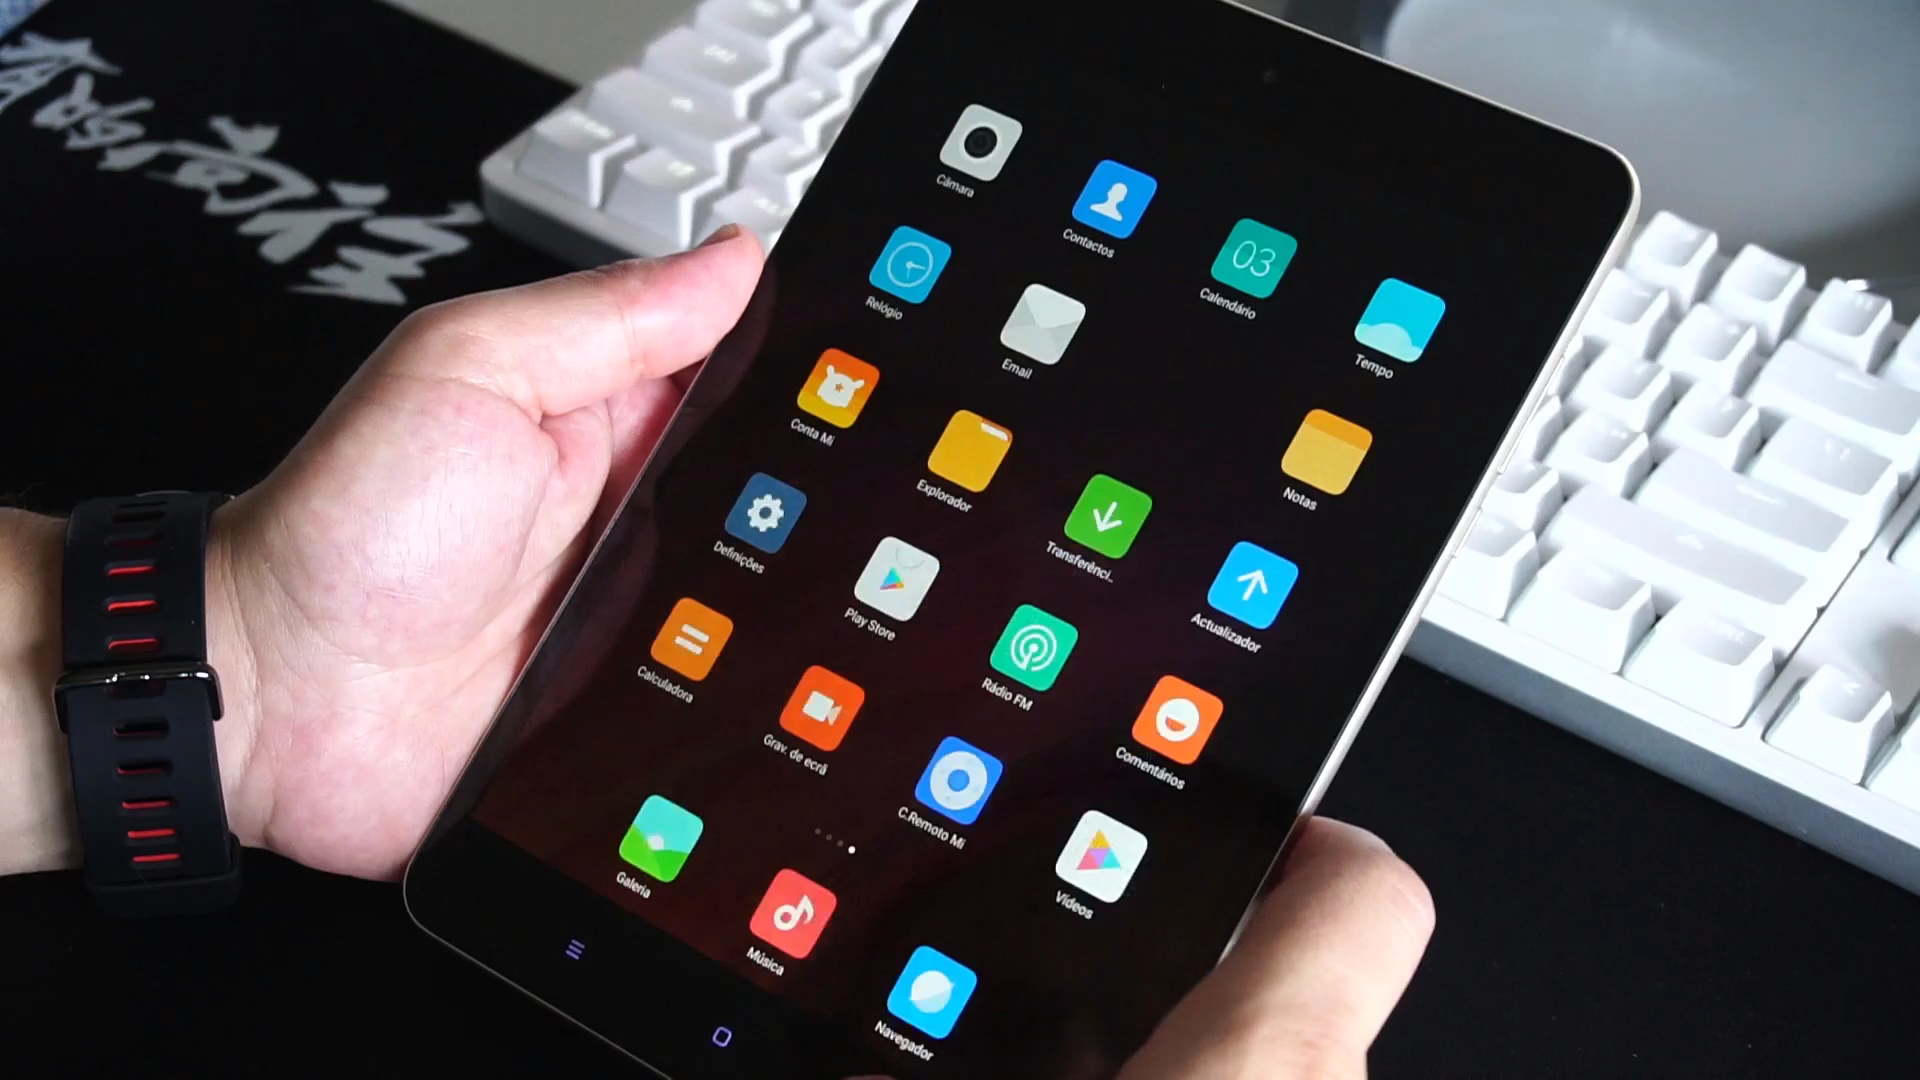 Câmara
Contactos
03
Calendário
Tempo
Relógio
Email
Notas
Conta Mi
Explorador
Transferênci..
Actualizador
Definições
Play Store
Rádio FM
Comentários
Calculadora
Grav. de ecrã
C.Remoto Mi
Vídeos
Galeria
Música
Navegador